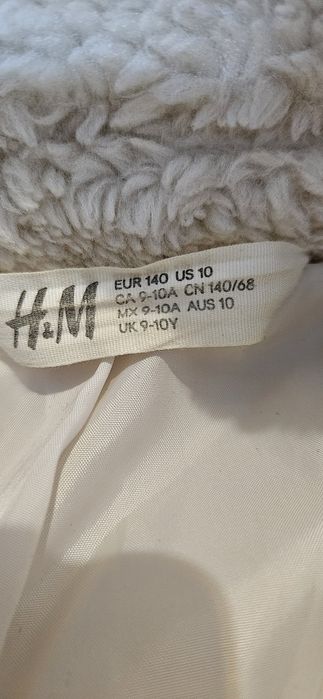 H&M
EUR 140 US 10
CA 9-10A CN 140/68
MX 9-10A AUS 10
UK 9-10Y